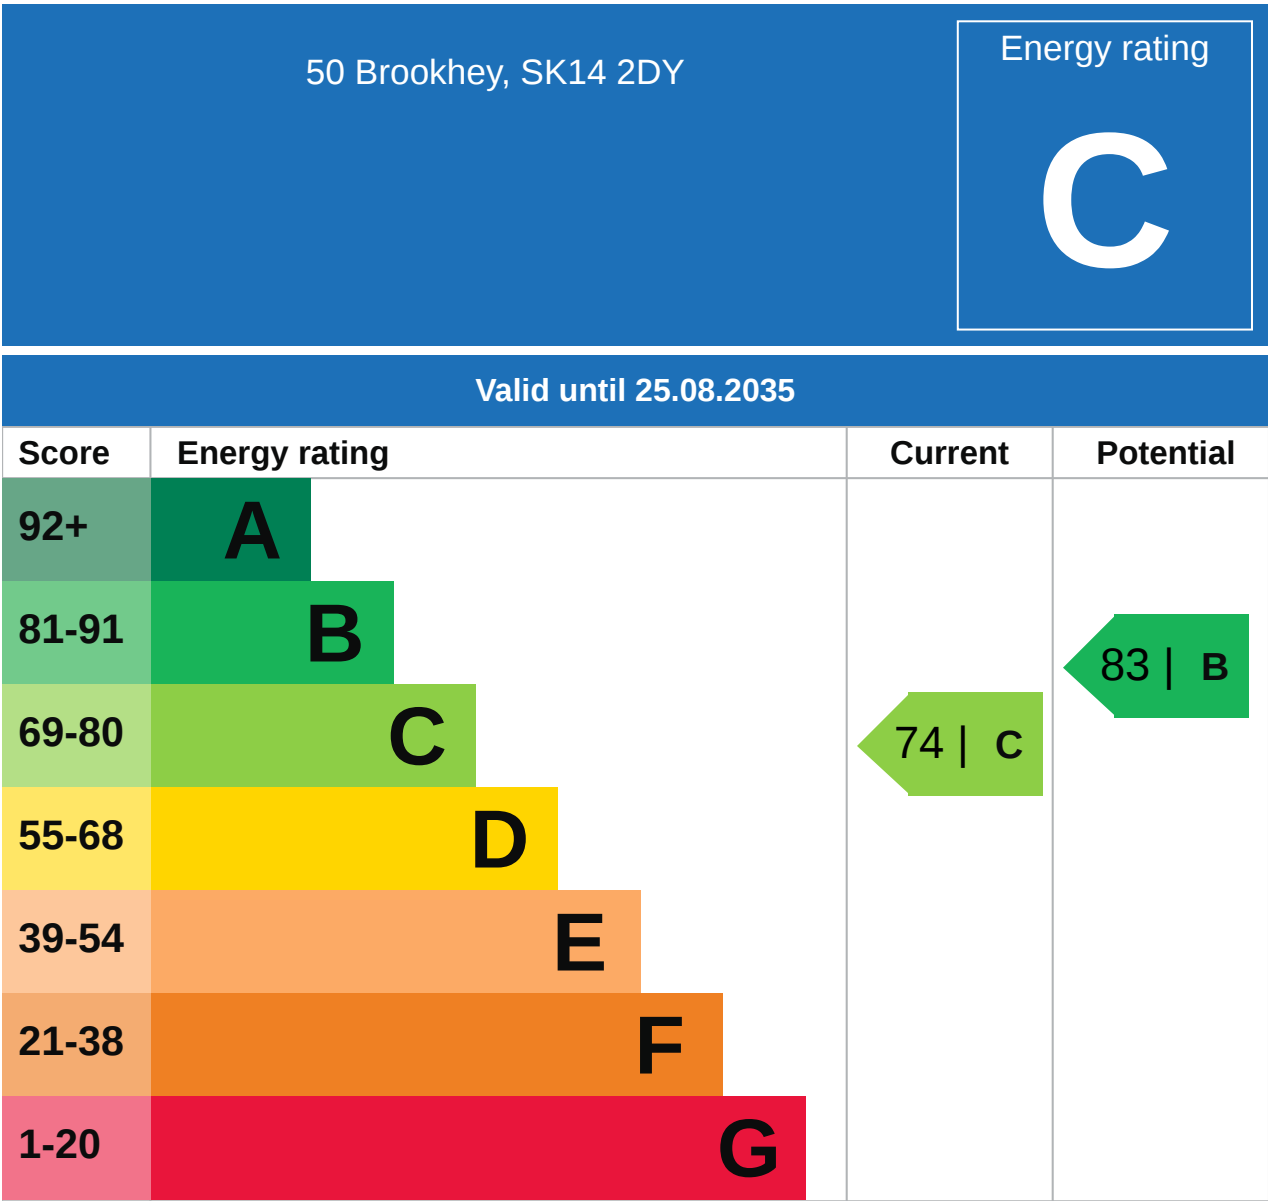 50 Brookhey, SK14 2DY
Energy rating
C
Valid until 25.08.2035
Score Energy rating Current Potential
92+ A
81-91 B
83 | B
69-80 C
74 | C
55-68 D
39-54 E
21-38 F
1-20 G